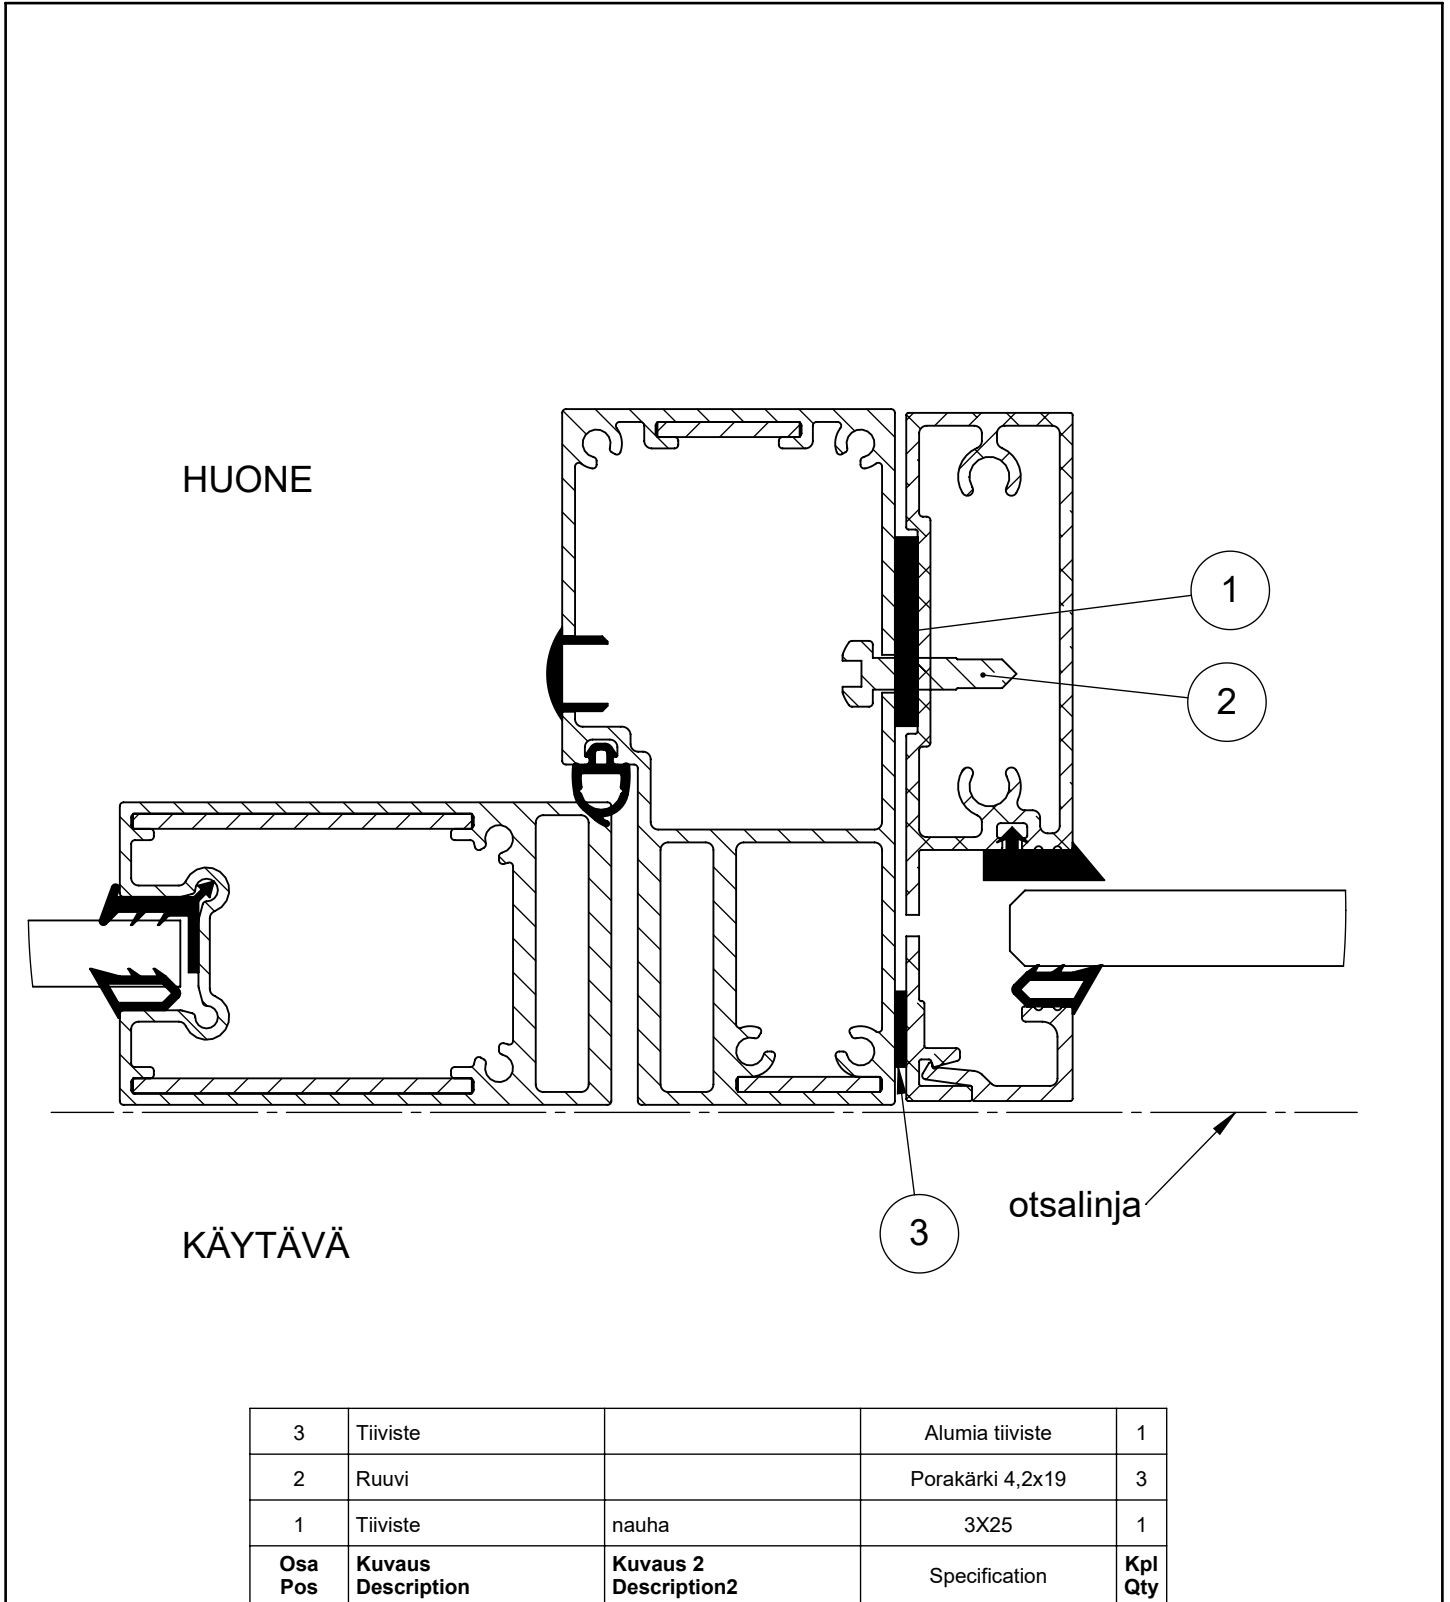 HUONE
1
2
otsalinja
3
KÄYTÄVÄ
3 Tiiviste Alumia tiiviste 1
2 Ruuvi Porakärki 4,2x19 3
1 Tiiviste nauha 3X25 1
Osa Kuvaus Kuvaus 2 Specification Kpl
Pos Description Description2 Qty